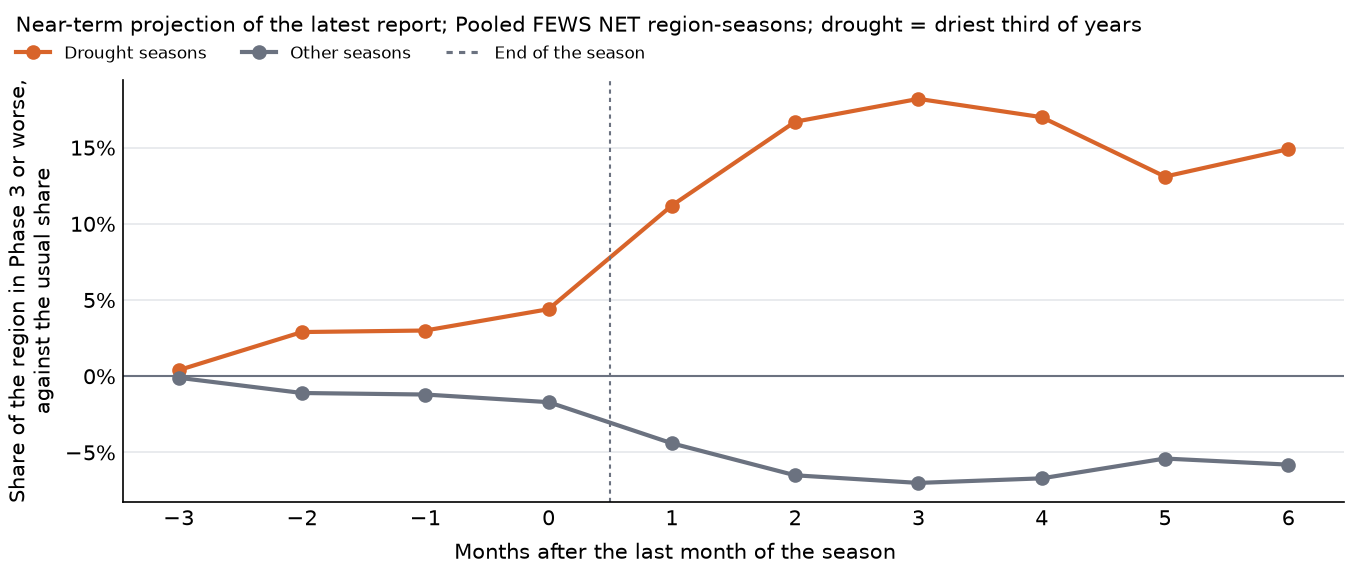 Near-term projection of the latest report; Pooled FEWS NET region-seasons; drought = driest third of years
Drought seasons
Other seasons
End of the season
Share of the region in Phase 3 or worse,
against the usual share
15%
10%
5%
0%
−5%
−3
−2
−1
0
1
2
3
4
5
6
Months after the last month of the season